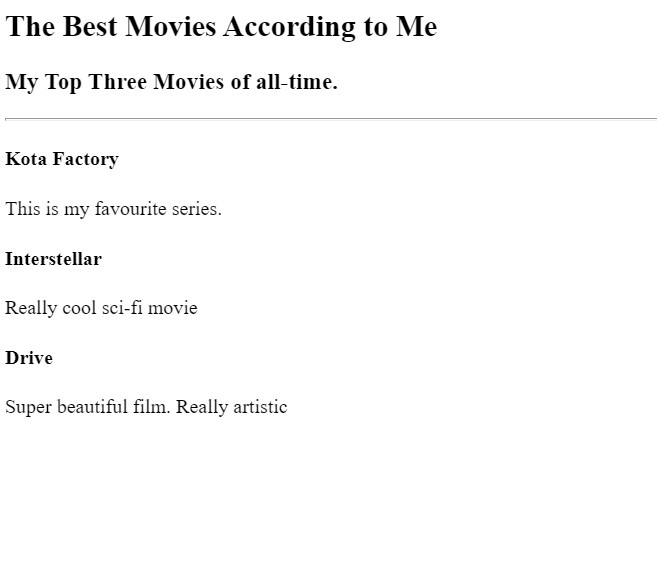 The Best Movies According to Me
My Top Three Movies of all-time.
Kota Factory
This is my favourite series.
Interstellar
Really cool sci-fi movie
Drive
Super beautiful film. Really artistic